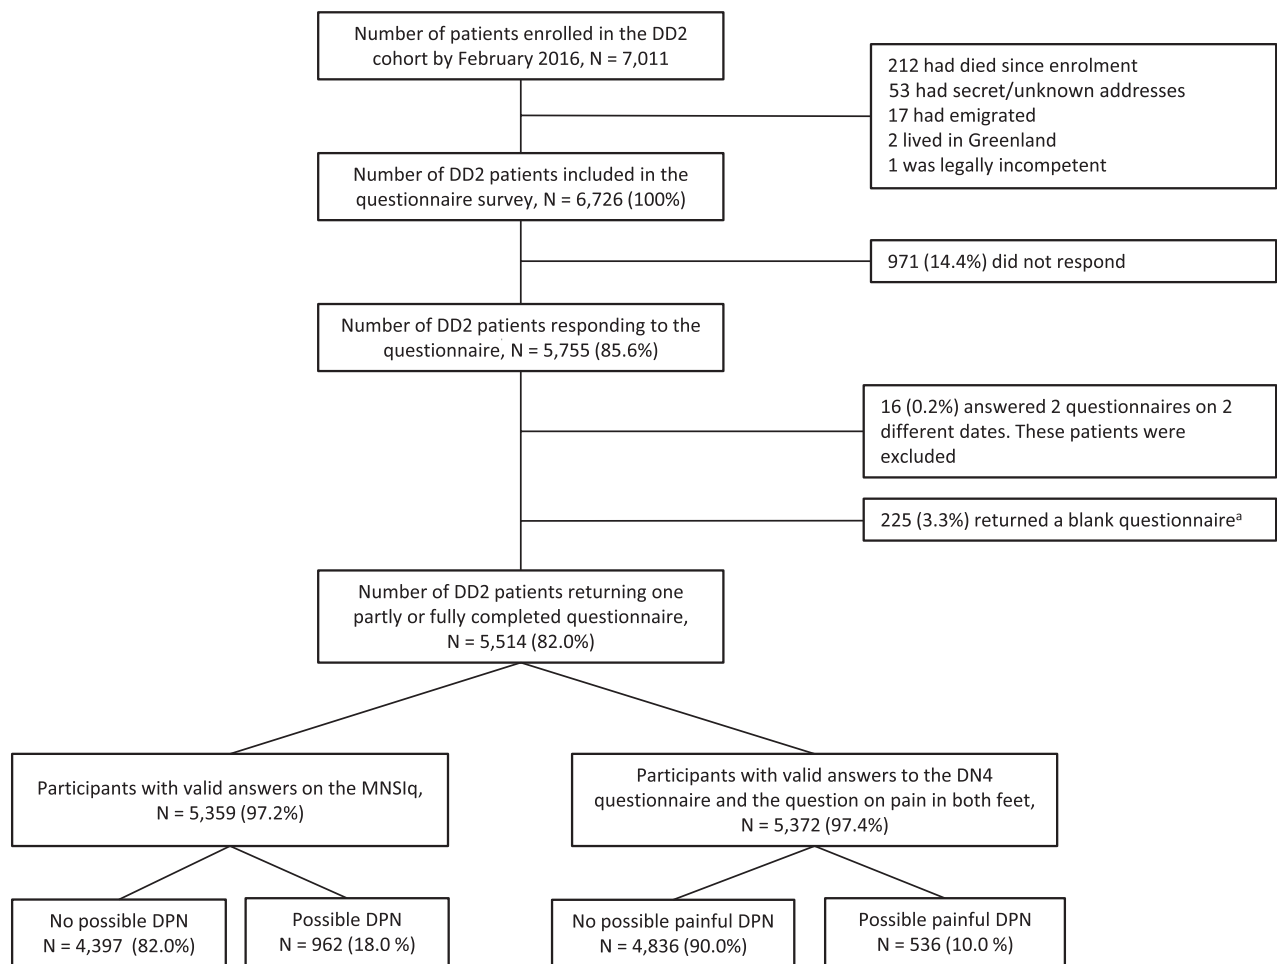 Number of patients enrolled in the DD2
cohort by February 2016, N = 7,011
212 had died since enrolment
53 had secret/unknown addresses
17 had emigrated
2 lived in Greenland
1 was legally incompetent
Number of DD2 patients included in the
questionnaire survey, N = 6,726 (100%)
971 (14.4%) did not respond
Number of DD2 patients responding to the
questionnaire, N = 5,755 (85.6%)
16 (0.2%) answered 2 questionnaires on 2
different dates. These patients were
excluded
225 (3.3%) returned a blank questionnaireᵃ
Number of DD2 patients returning one
partly or fully completed questionnaire,
N = 5,514 (82.0%)
Participants with valid answers on the MNSIq,
N = 5,359 (97.2%)
Participants with valid answers to the DN4
questionnaire and the question on pain in both feet,
N = 5,372 (97.4%)
No possible DPN
N = 4,397 (82.0%)
Possible DPN
N = 962 (18.0 %)
No possible painful DPN
N = 4,836 (90.0%)
Possible painful DPN
N = 536 (10.0 %)